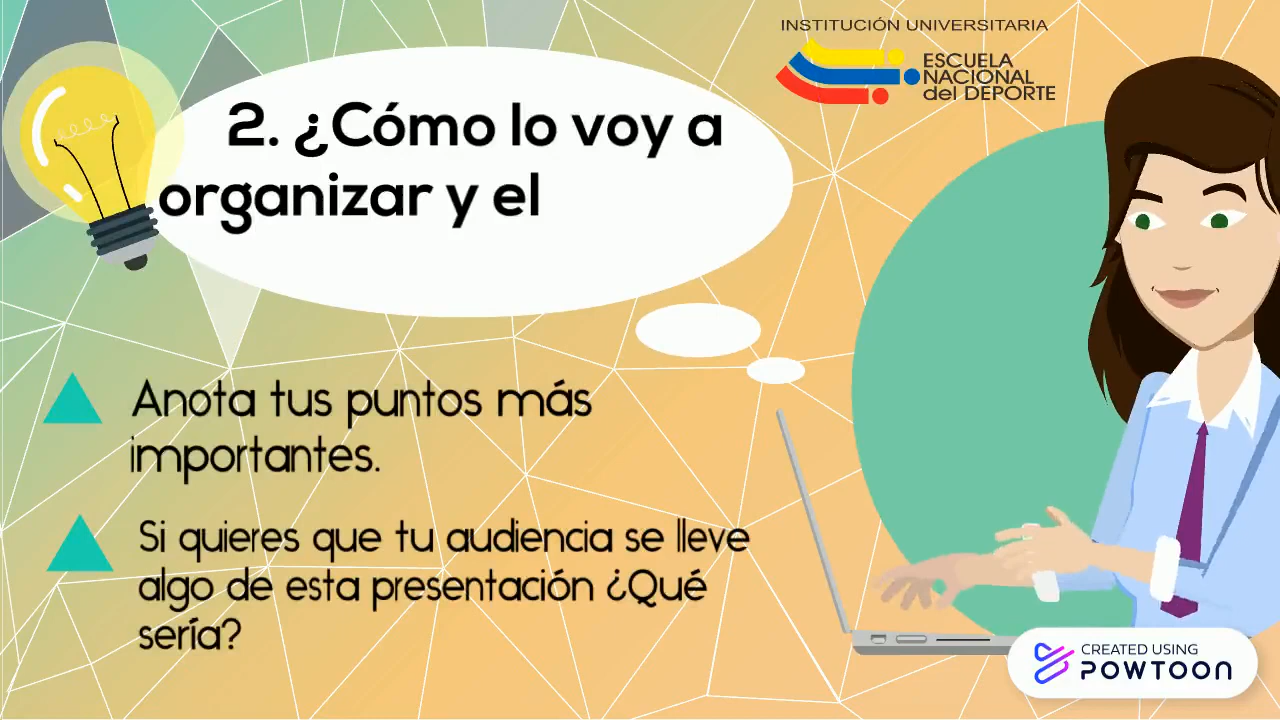 INSTITUCIÓN UNIVERSITARIA
ESCUELA
NACIONAL
del DEPORTE
2. ¿Cómo lo voy a
organizar y el
Anota tus puntos más
importantes.
Si quieres que tu audiencia se lleve
algo de esta presentación ¿Qué
sería?
CREATED USING
POWTOON